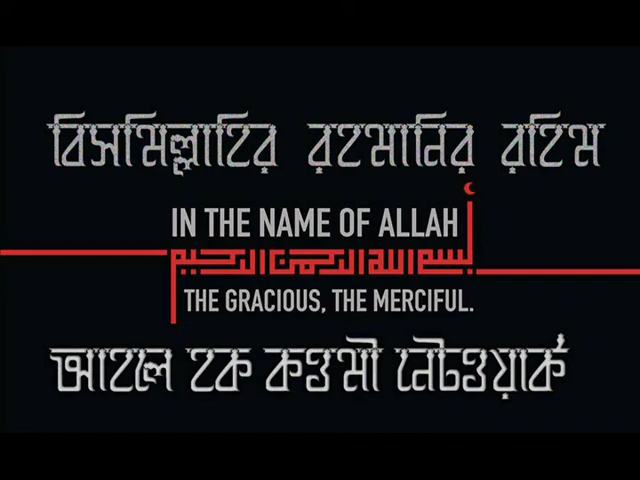 বিসমিল্লাহির রহমানির রহিম
IN THE NAME OF ALLAH
بسم الله الرحمن الرحيم
THE GRACIOUS, THE MERCIFUL.
আহলে হক কওমী নেটওয়ার্ক